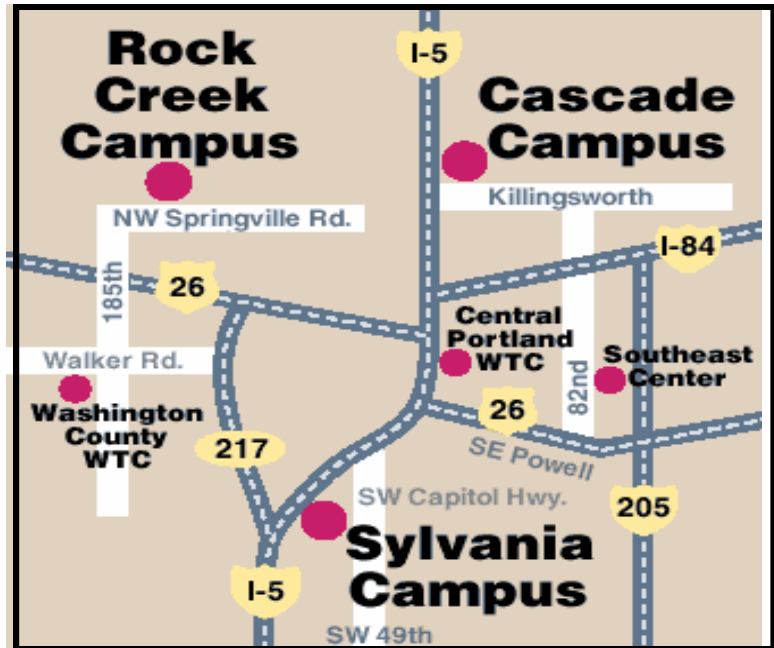 Rock
Creek
Campus
I-5
Cascade
Campus
Killingsworth
NW Springville Rd.
I-84
185th
26
Central
Portland
WTC
Walker Rd.
Southeast
Center
82nd
Washington
County
WTC
26
217
SE Powell
SW Capitol Hwy.
205
Sylvania
Campus
I-5
SW 49th